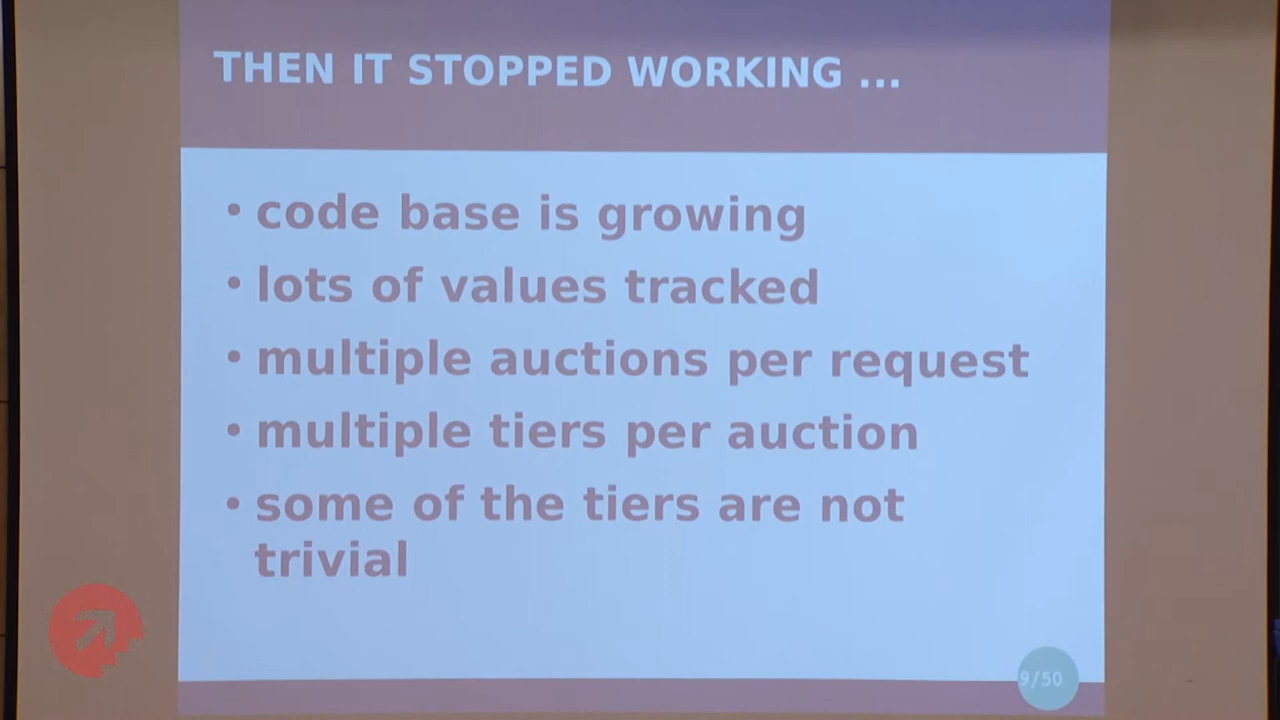 THEN IT STOPPED WORKING ...
• code base is growing
• lots of values tracked
• multiple auctions per request
• multiple tiers per auction
• some of the tiers are not
trivial
9/50